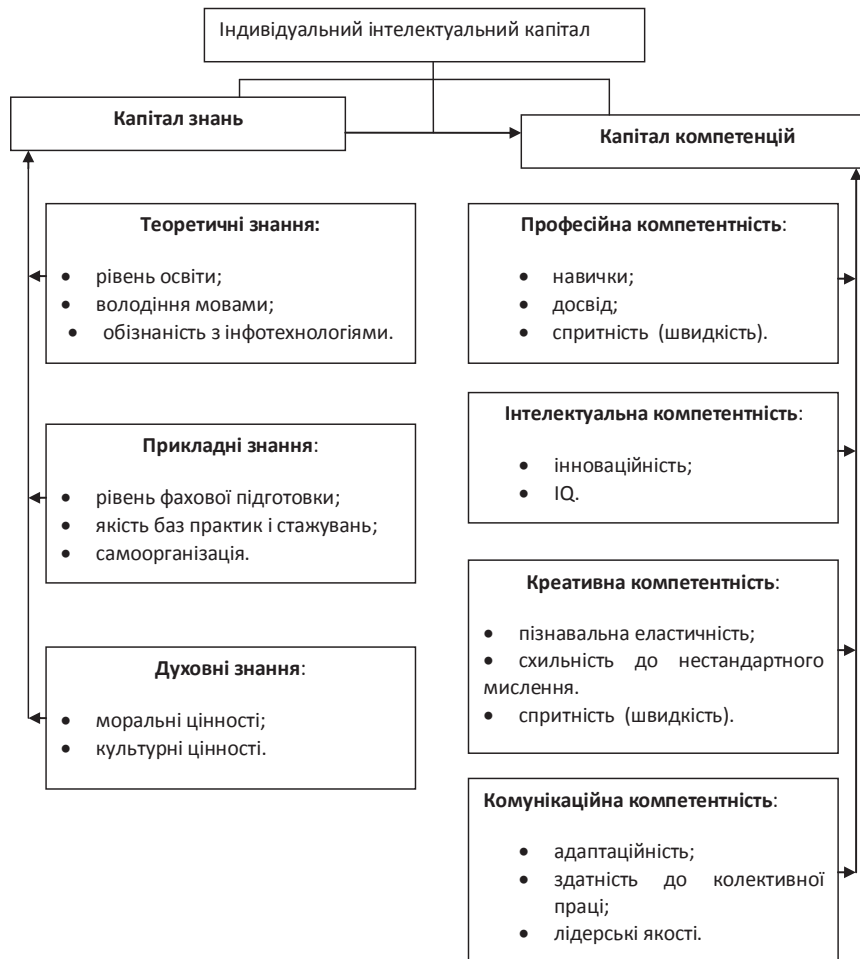 Індивідуальний інтелектуальний капітал
Капітал знань
Капітал компетенцій
Теоретичні знання:
• рівень освіти;
• володіння мовами;
• обізнаність з інфотехнологіями.
Прикладні знання:
• рівень фахової підготовки;
• якість баз практик і стажувань;
• самоорганізація.
Духовні знання:
• моральні цінності;
• культурні цінності.
Професійна компетентність:
• навички;
• досвід;
• спритність (швидкість).
Інтелектуальна компетентність:
• інноваційність;
• IQ.
Креативна компетентність:
• пізнавальна еластичність;
• схильність до нестандартного
мислення.
• спритність (швидкість).
Комунікаційна компетентність:
• адаптаційність;
• здатність до колективної
праці;
• лідерські якості.